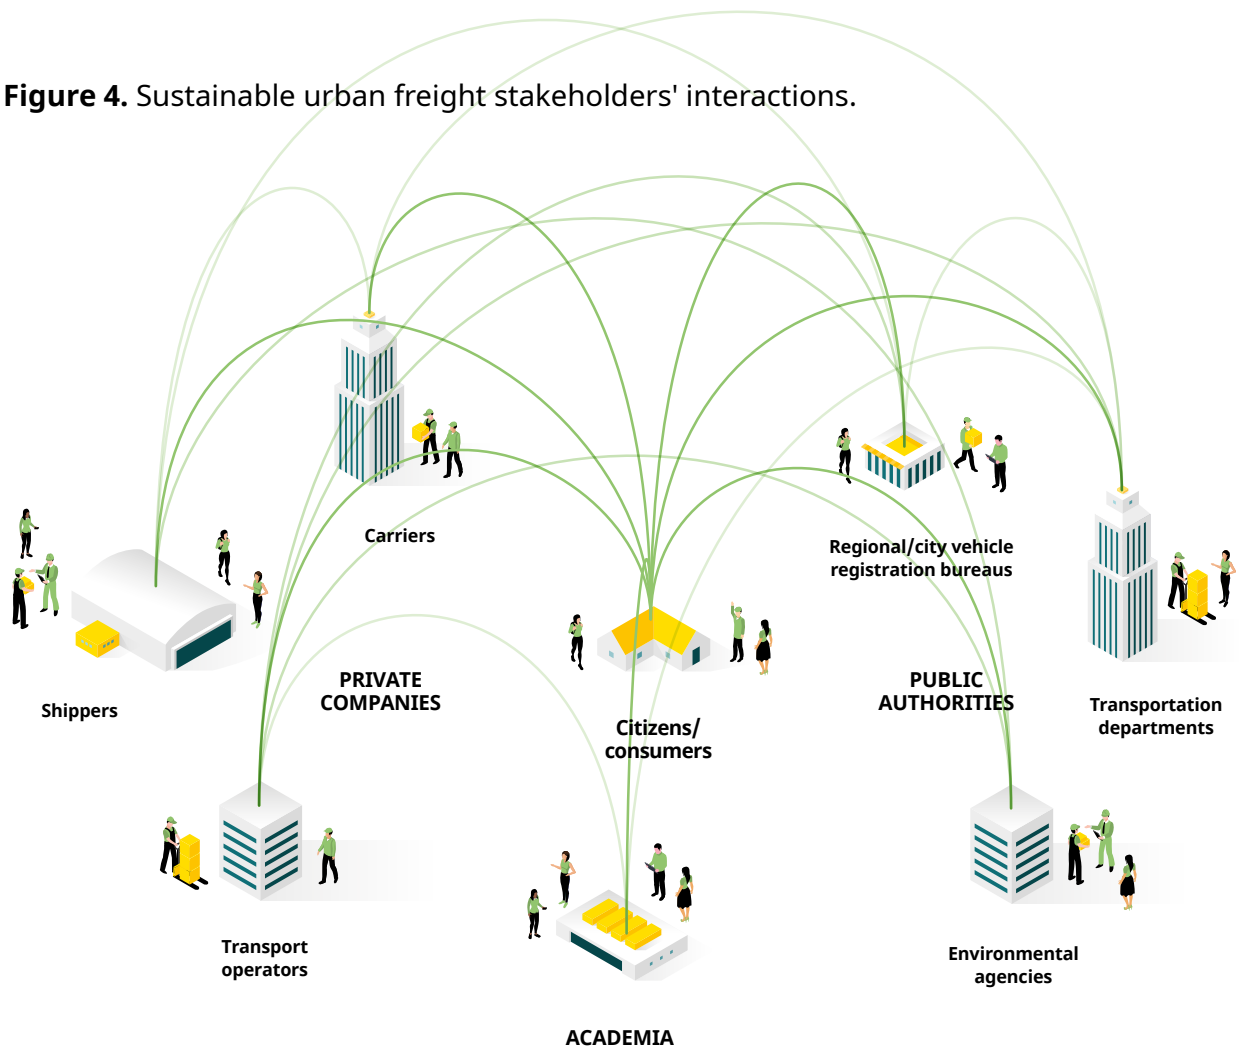 Figure 4. Sustainable urban freight stakeholders' interactions.
Carriers
Regional/city vehicle
registration bureaus
Shippers
PRIVATE
COMPANIES
PUBLIC
AUTHORITIES
Transportation
departments
Citizens/
consumers
Transport
operators
Environmental
agencies
ACADEMIA